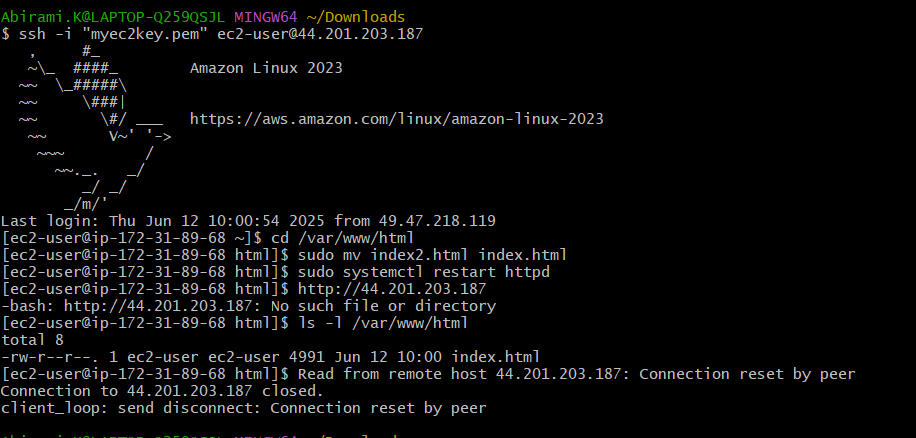 Abirami.K@LAPTOP-Q259QSJL MINGW64 ~/Downloads
$ ssh -i "myec2key.pem" ec2-user@44.201.203.187
   ,     #_
   ~\_  ####_        Amazon Linux 2023
  ~~  \_#####\
  ~~     \###|
  ~~       \#/ ___   https://aws.amazon.com/linux/amazon-linux-2023
   ~~       V~' '->
    ~~~         /
      ~~._.   _/
         _/ _/
       _/m/'
Last login: Thu Jun 12 10:00:54 2025 from 49.47.218.119
[ec2-user@ip-172-31-89-68 ~]$ cd /var/www/html
[ec2-user@ip-172-31-89-68 html]$ sudo mv index2.html index.html
[ec2-user@ip-172-31-89-68 html]$ sudo systemctl restart httpd
[ec2-user@ip-172-31-89-68 html]$ http://44.201.203.187
-bash: http://44.201.203.187: No such file or directory
[ec2-user@ip-172-31-89-68 html]$ ls -l /var/www/html
total 8
-rw-r--r--. 1 ec2-user ec2-user 4991 Jun 12 10:00 index.html
[ec2-user@ip-172-31-89-68 html]$ Read from remote host 44.201.203.187: Connection reset by peer
Connection to 44.201.203.187 closed.
client_loop: send disconnect: Connection reset by peer